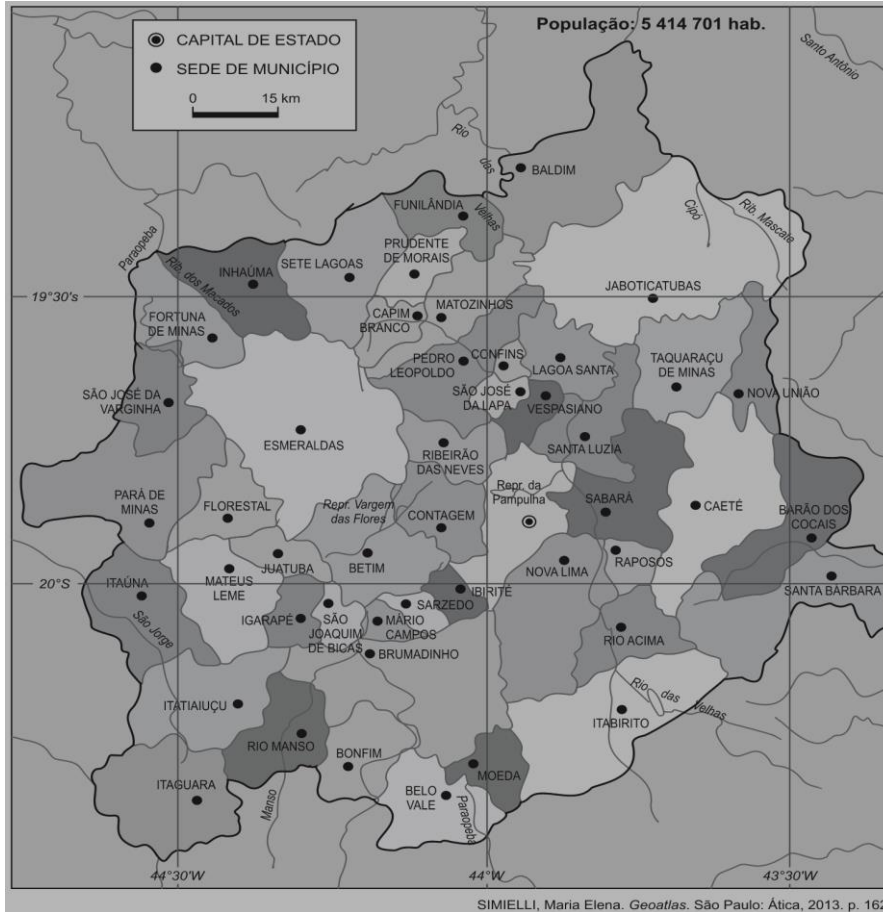 População: 5 414 701 hab.
CAPITAL DE ESTADO
SEDE DE MUNICÍPIO
0 15 km
Santo Antônio
Rio
das
Velhas
BALDIM
FUNILÂNDIA
Cipó
Rib. Mascate
Paraopeba
PRUDENTE
DE MORAIS
SETE LAGOAS
INHAÚMA
Rib. dos Mecados
JABOTICATUBAS
19°30's
MATOZINHOS
CAPIM
BRANCO
FORTUNA
DE MINAS
PEDRO
LEOPOLDO
CONFINS
LAGOA SANTA
TAQUARAÇU
DE MINAS
SÃO JOSÉ
DA LAPA
VESPASIANO
NOVA UNIÃO
SÃO JOSÉ DA
VARGINHA
ESMERALDAS
RIBEIRÃO
DAS NEVES
SANTA LUZIA
Repr. da
Pampulha
PARÁ DE
MINAS
FLORESTAL
Repr. Vargem
das Flores
CONTAGEM
SABARÁ
CAETÉ
BARÃO DOS
COCAIS
JUATUBA
BETIM
NOVA LIMA
RAPOSOS
20°S
ITAÚNA
MATEUS
LEME
IBIRITÉ
SANTA BÁRBARA
SARZEDO
São Jorge
IGARAPÉ
SÃO
JOAQUIM
DE BICAS
MÁRIO
CAMPOS
RIO ACIMA
BRUMADINHO
ITATIAIUÇU
Rio das Velhas
ITABIRITO
RIO MANSO
BONFIM
MOEDA
ITAGUARA
Manso
BELO
VALE
Paraopeba
44°30'W
44°W
43°30'W
SIMIELLI, Maria Elena. Geoatlas. São Paulo: Ática, 2013. p. 162